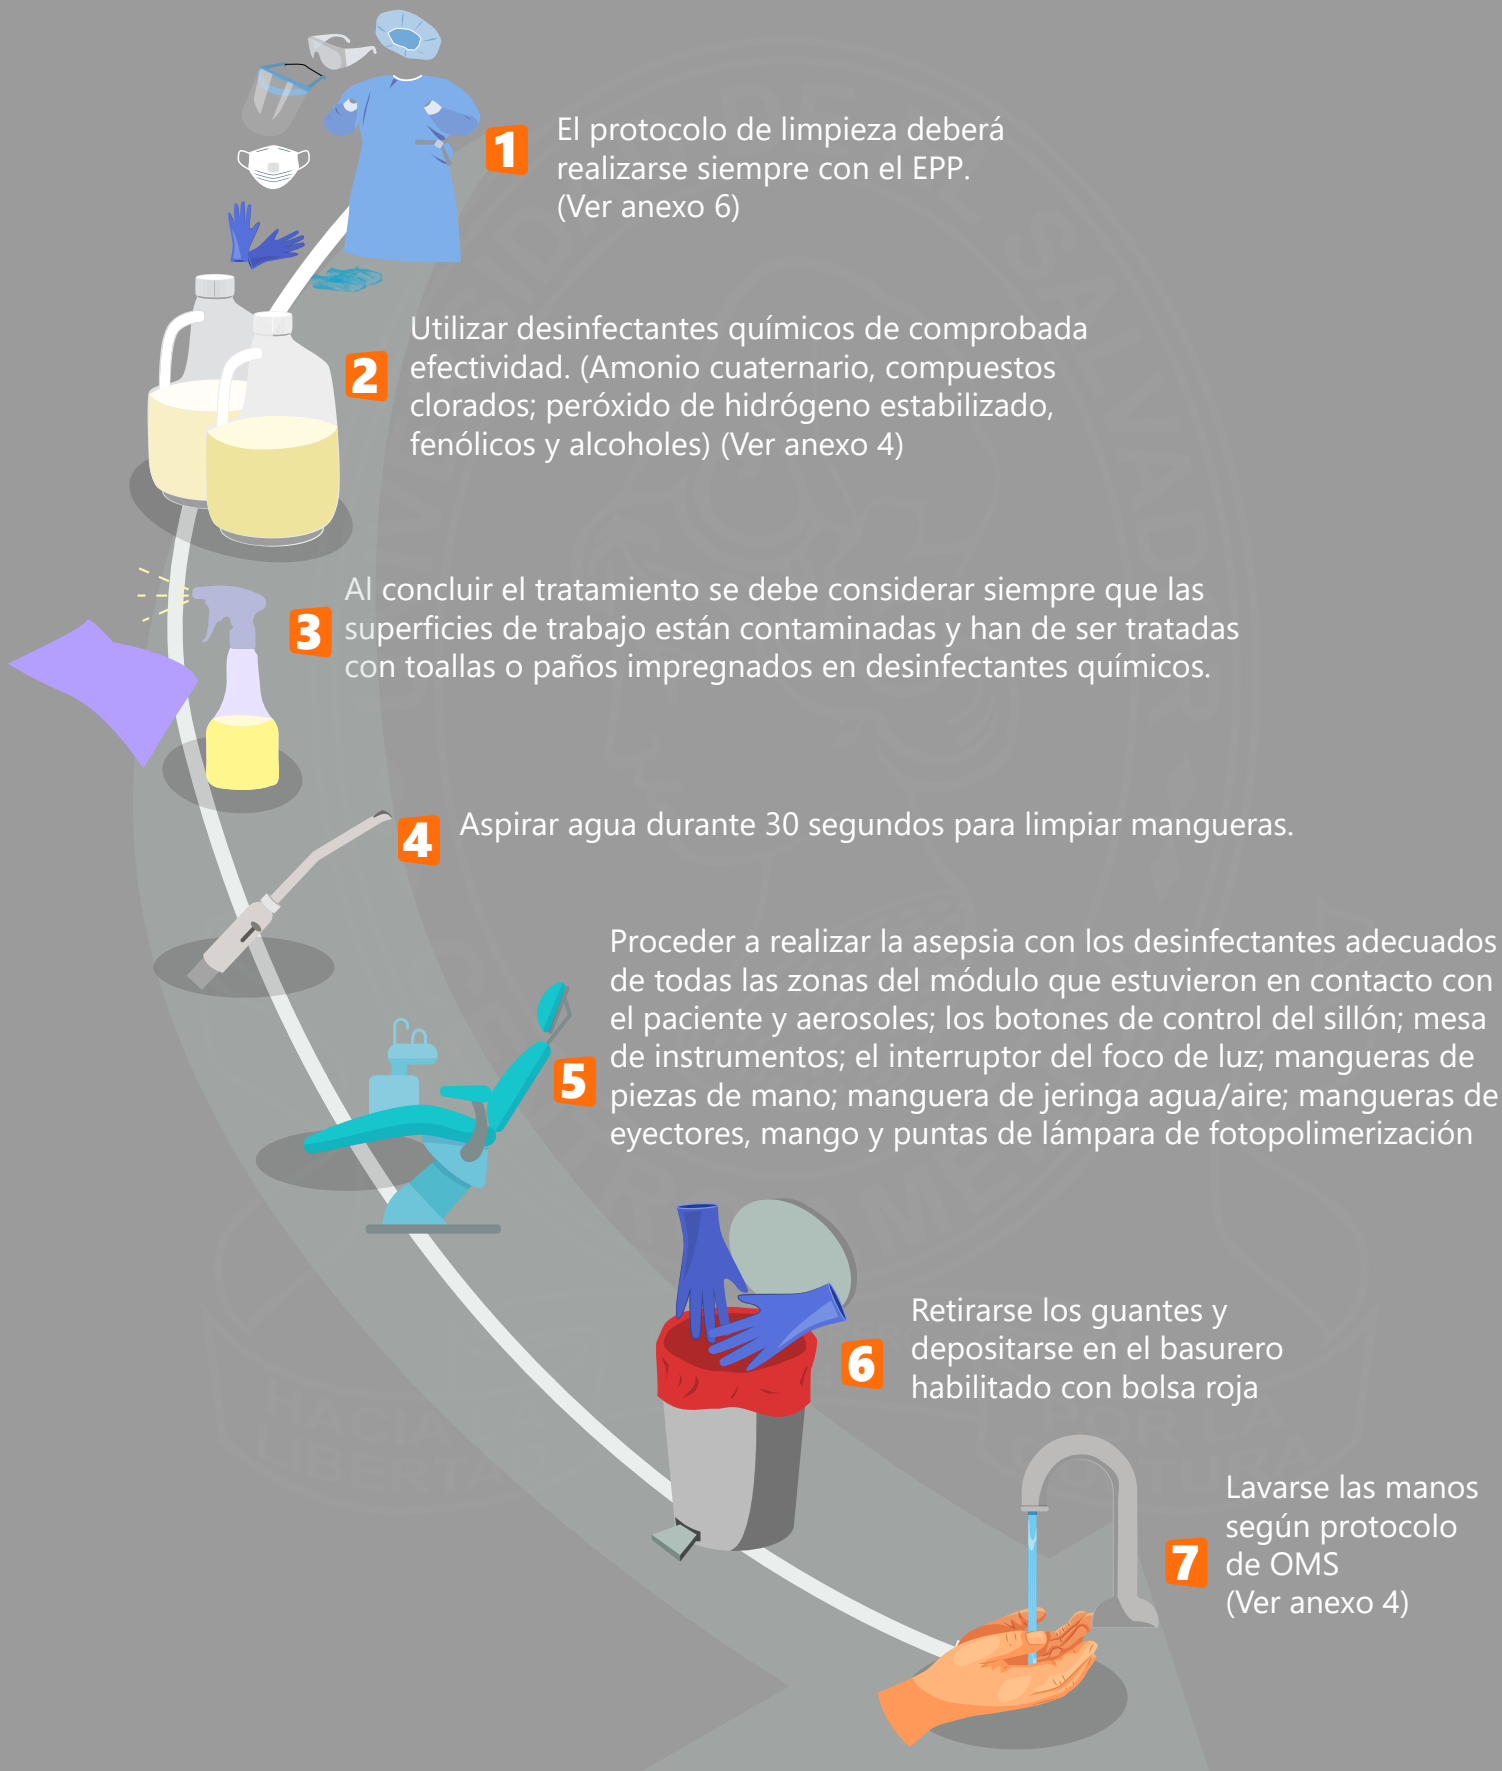 1
El protocolo de limpieza deberá
realizarse siempre con el EPP.
(Ver anexo 6)
2
Utilizar desinfectantes químicos de comprobada
efectividad. (Amonio cuaternario, compuestos
clorados; peróxido de hidrógeno estabilizado,
fenólicos y alcoholes) (Ver anexo 4)
3
Al concluir el tratamiento se debe considerar siempre que las
superficies de trabajo están contaminadas y han de ser tratadas
con toallas o paños impregnados en desinfectantes químicos.
4
Aspirar agua durante 30 segundos para limpiar mangueras.
5
Proceder a realizar la asepsia con los desinfectantes adecuados
de todas las zonas del módulo que estuvieron en contacto con
el paciente y aerosoles; los botones de control del sillón; mesa
de instrumentos; el interruptor del foco de luz; mangueras de
piezas de mano; manguera de jeringa agua/aire; mangueras de
eyectores, mango y puntas de lámpara de fotopolimerización
6
Retirarse los guantes y
depositarse en el basurero
habilitado con bolsa roja
7
Lavarse las manos
según protocolo
de OMS
(Ver anexo 4)